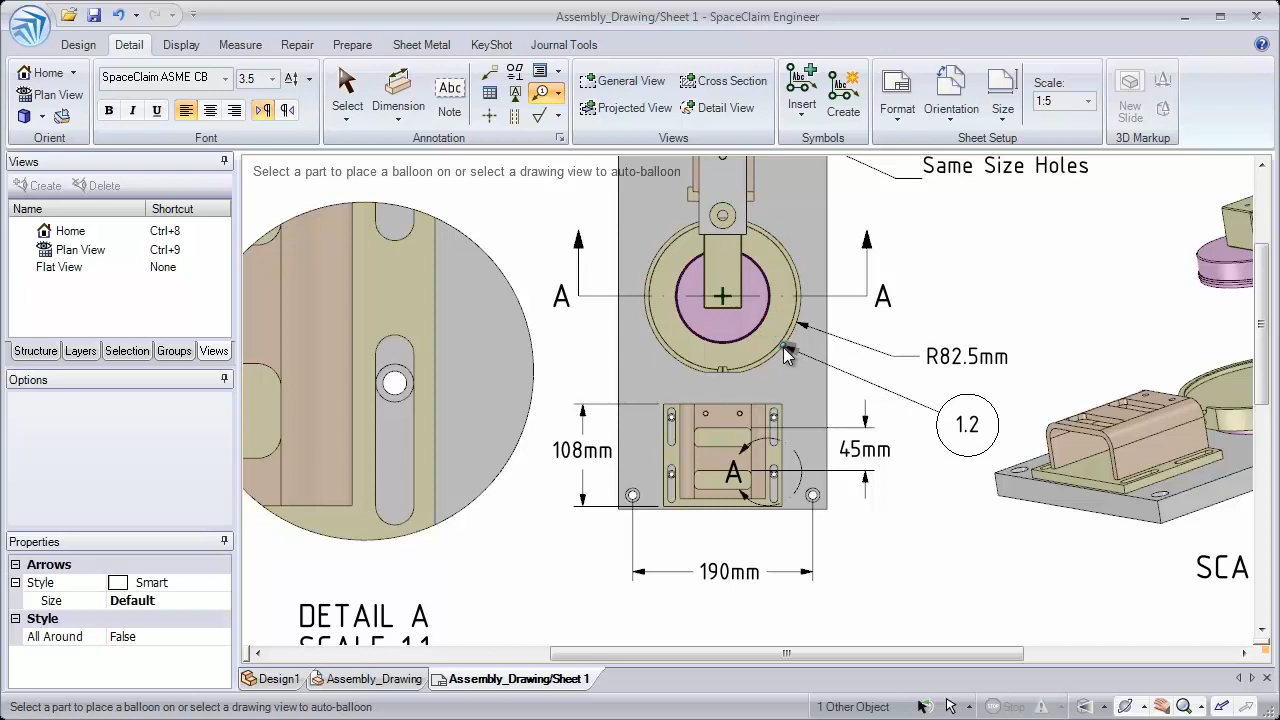 Assembly_Drawing/Sheet 1 - SpaceClaim Engineer
Design
Detail
Display
Measure
Repair
Prepare
Sheet Metal
KeyShot
Journal Tools
Home
Plan View
Orient
SpaceClaim ASME CB
3.5
B
I
U
Font
Select
Dimension
Abc
Note
Annotation
General View
Cross Section
Projected View
Detail View
Views
Abc
Insert
Abc
Create
Symbols
Format
Orientation
Size
Scale:
1:5
Sheet Setup
New
Slide
3D Markup
Views
Create
Delete
Name
Shortcut
Home
Ctrl+8
Plan View
Ctrl+9
Flat View
None
Structure
Layers
Selection
Groups
Views
Options
Properties
Arrows
Style
Smart
Size
Default
Style
All Around
False
Select a part to place a balloon on or select a drawing view to auto-balloon
Same Size Holes
A
A
R82.5mm
1.2
108mm
A
45mm
190mm
DETAIL A
SCALE 1:1
SCA
Design1
Assembly_Drawing
Assembly_Drawing/Sheet 1
Select a part to place a balloon on or select a drawing view to auto-balloon
1 Other Object
Stop